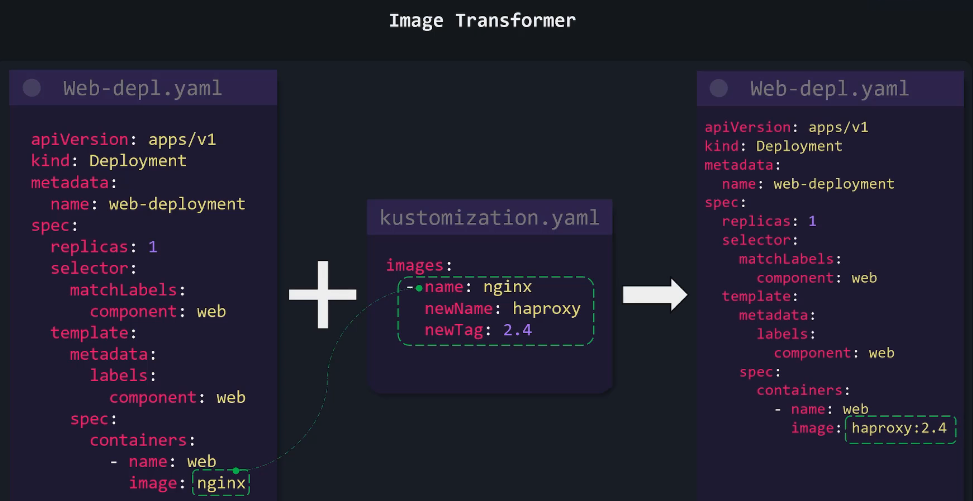 Image Transformer
Web-depl.yaml
apiVersion: apps/v1
kind: Deployment
metadata:
  name: web-deployment
spec:
  replicas: 1
  selector:
    matchLabels:
      component: web
  template:
    metadata:
    labels:
        component: web
    spec:
      containers:
        - name: web
          image: nginx
kustomization.yaml
images:
  - name: nginx
    newName: haproxy
    newTag: 2.4
Web-depl.yaml
apiVersion: apps/v1
kind: Deployment
metadata:
  name: web-deployment
spec:
  replicas: 1
  selector:
    matchLabels:
      component: web
  template:
    metadata:
      labels:
        component: web
    spec:
      containers:
        - name: web
          image: haproxy:2.4